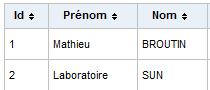 Id Prénom Nom
1 Mathieu BROUTIN
2 Laboratoire SUN